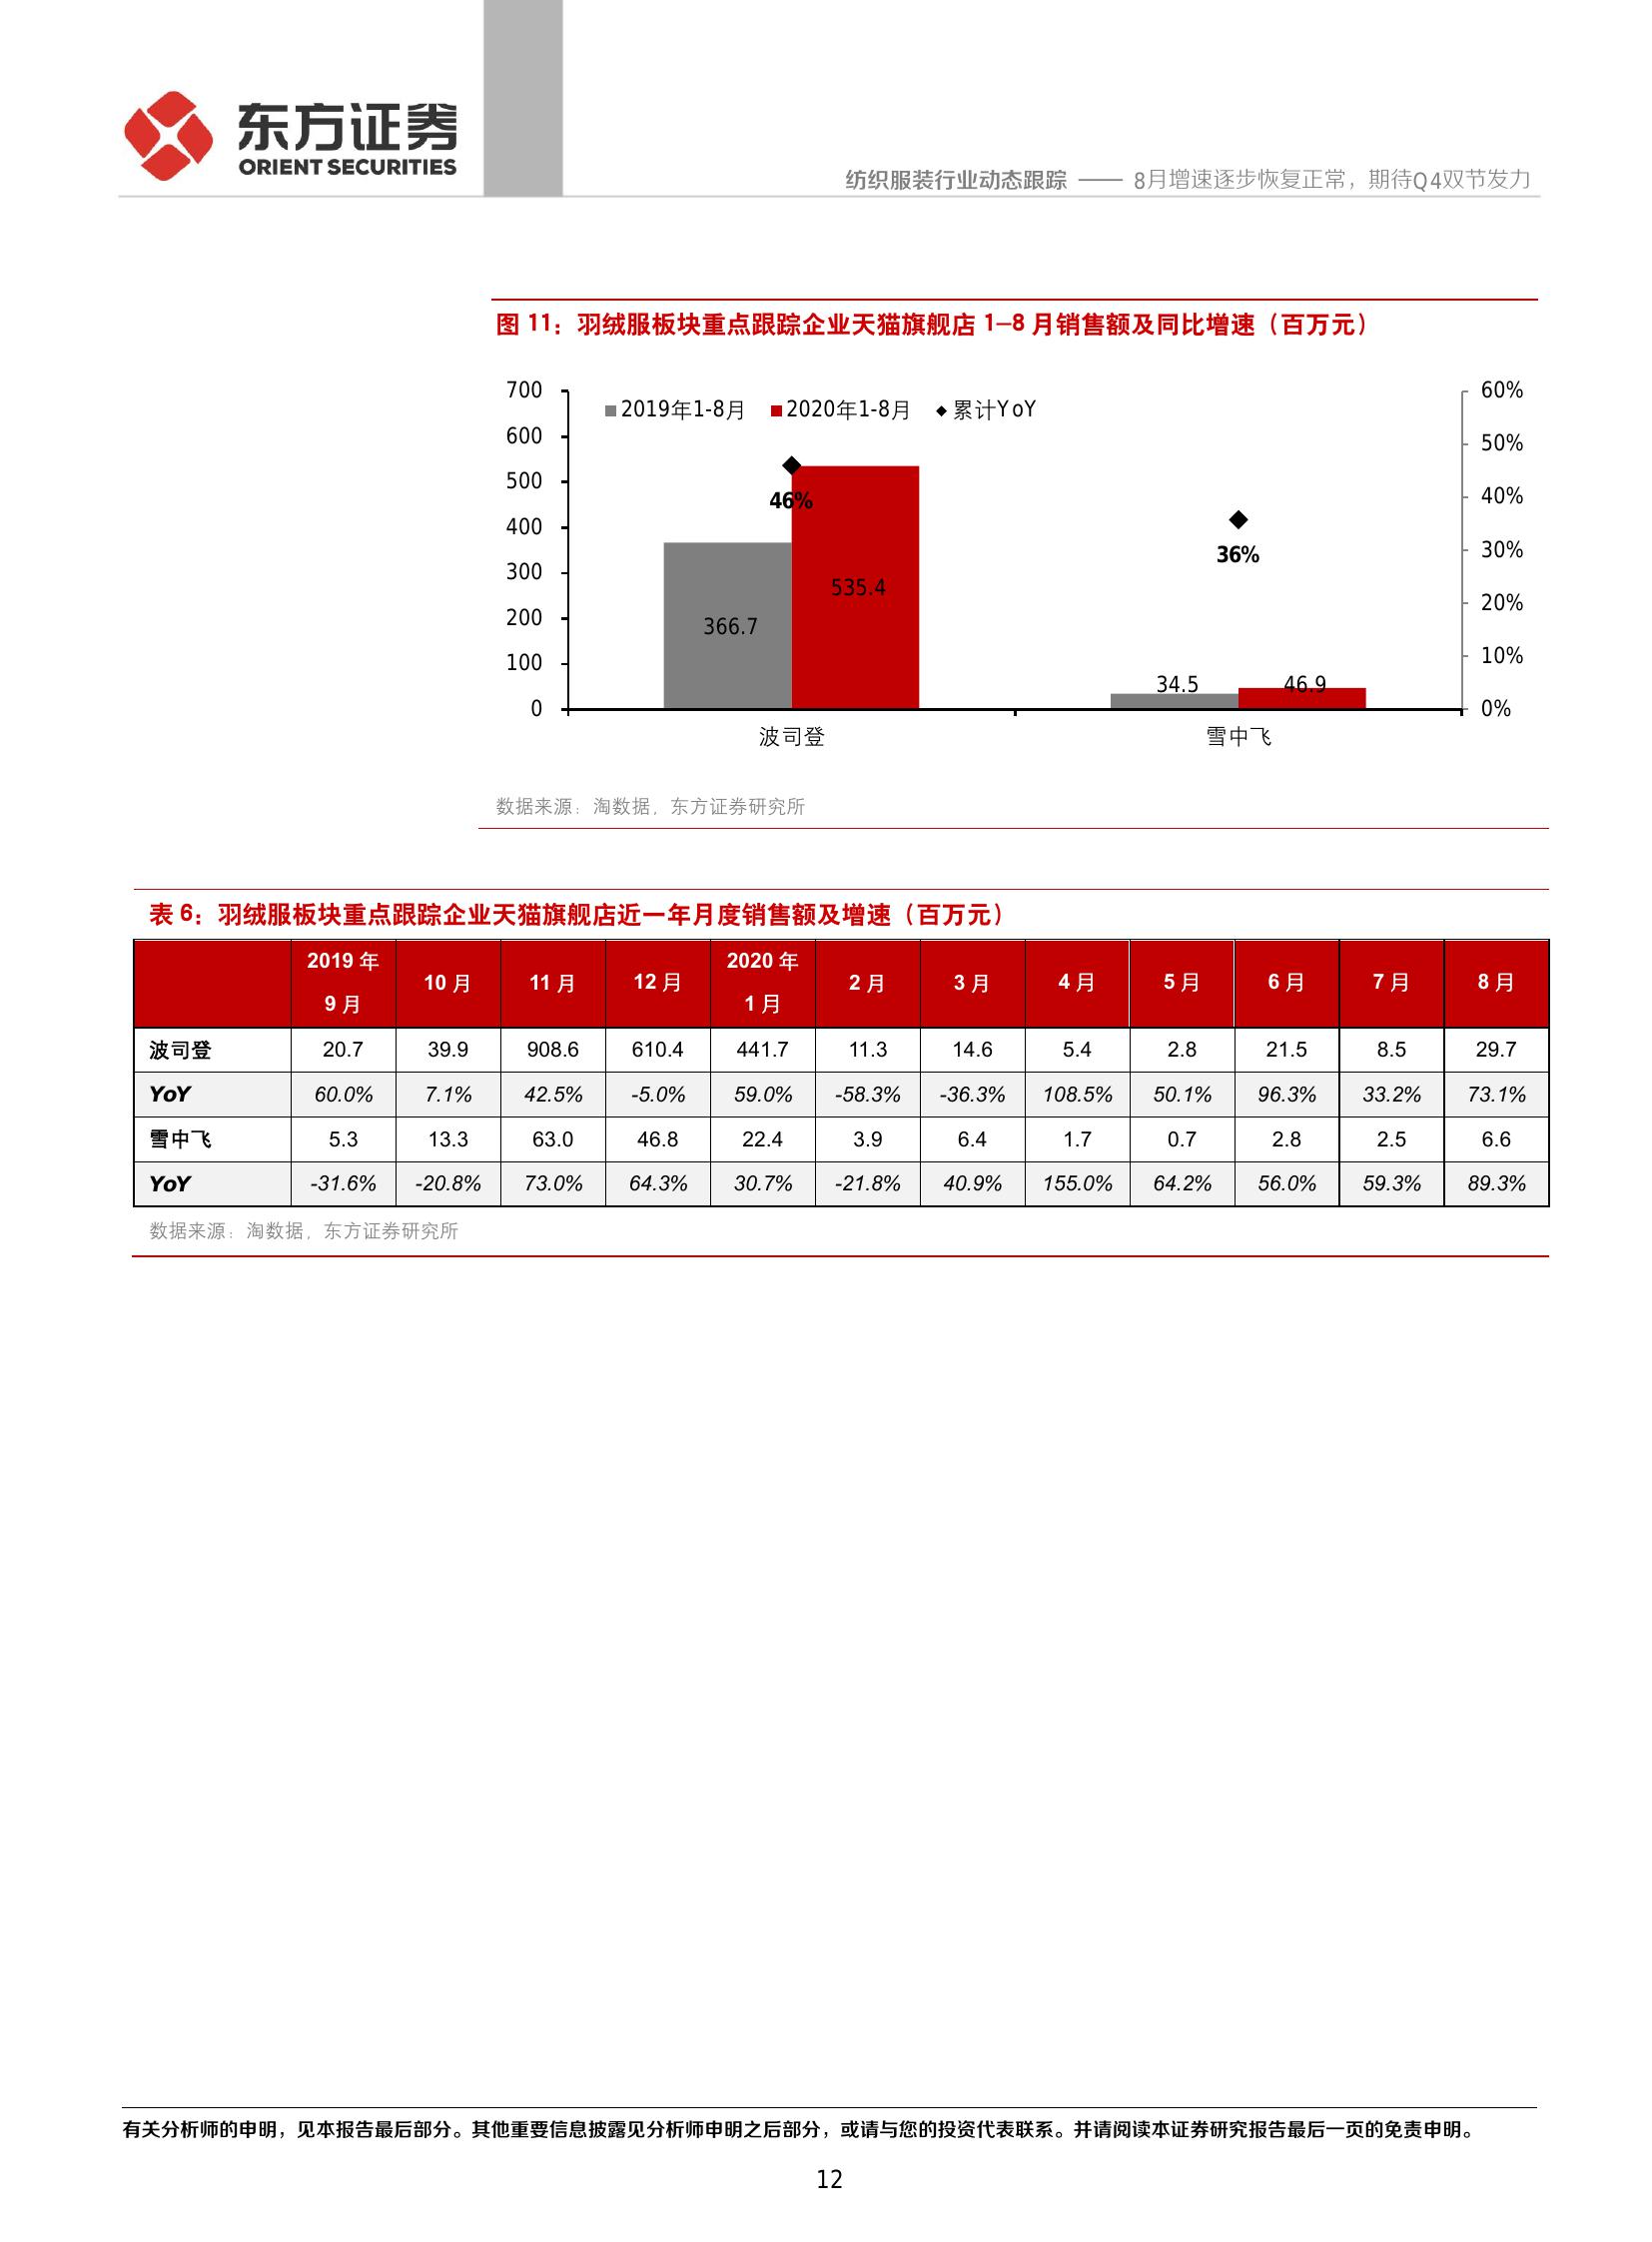 东方证券
ORIENT SECURITIES
纺织服装行业动态跟踪 —— 8月增速逐步恢复正常，期待Q4双节发力
图 11：羽绒服板块重点跟踪企业天猫旗舰店 1–8 月销售额及同比增速（百万元）
700
600
500
400
300
200
100
0
60%
50%
40%
30%
20%
10%
0%
2019年1-8月 2020年1-8月 累计YoY
46%
535.4
366.7
36%
34.5 46.9
波司登 雪中飞
数据来源：淘数据，东方证券研究所
表 6：羽绒服板块重点跟踪企业天猫旗舰店近一年月度销售额及增速（百万元）
2019 年 9 月 10 月 11 月 12 月 2020 年 1 月 2 月 3 月 4 月 5 月 6 月 7 月 8 月
波司登 20.7 39.9 908.6 610.4 441.7 11.3 14.6 5.4 2.8 21.5 8.5 29.7
YoY 60.0% 7.1% 42.5% -5.0% 59.0% -58.3% -36.3% 108.5% 50.1% 96.3% 33.2% 73.1%
雪中飞 5.3 13.3 63.0 46.8 22.4 3.9 6.4 1.7 0.7 2.8 2.5 6.6
YoY -31.6% -20.8% 73.0% 64.3% 30.7% -21.8% 40.9% 155.0% 64.2% 56.0% 59.3% 89.3%
数据来源：淘数据，东方证券研究所
有关分析师的申明，见本报告最后部分。其他重要信息披露见分析师申明之后部分，或请与您的投资代表联系。并请阅读本证券研究报告最后一页的免责申明。
12